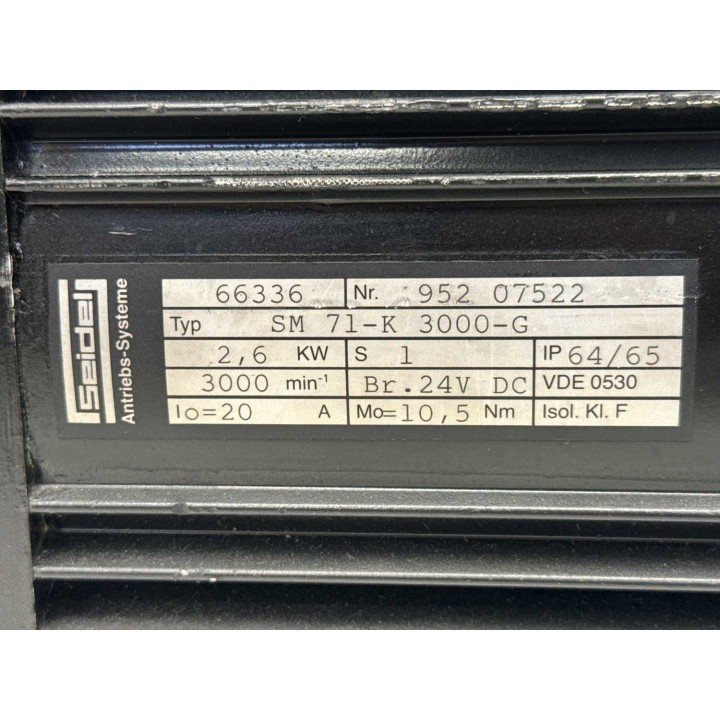 Seidel
Antriebs-Systeme
66336 Nr. 952 07522
Typ SM 71-K 3000-G
2,6 KW S 1 IP 64/65
3000 min⁻¹ Br.24V DC VDE 0530
Io=20 A Mo=10,5 Nm Isol. Kl. F